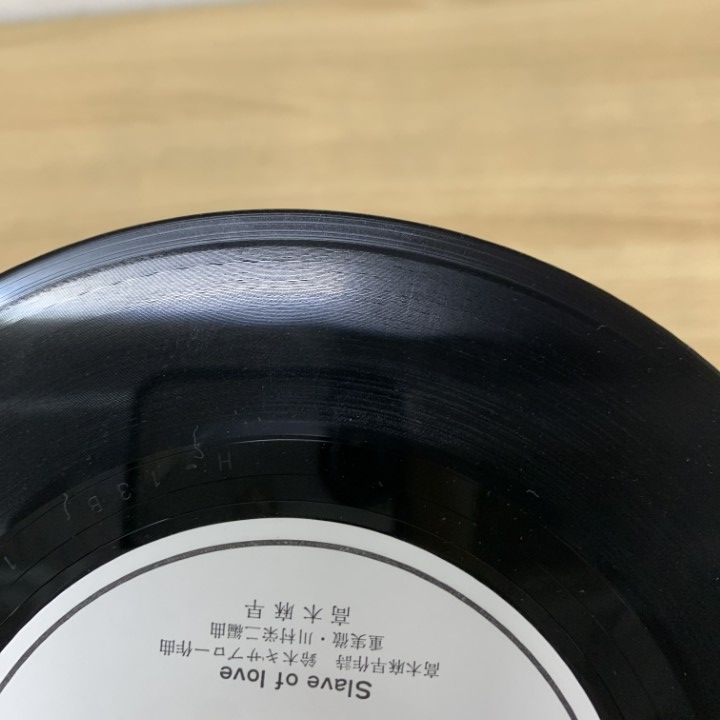 Slave of love
高木麻早作詩 鈴木キサブロー作曲
重実徹・川村栄二編曲
高木麻早